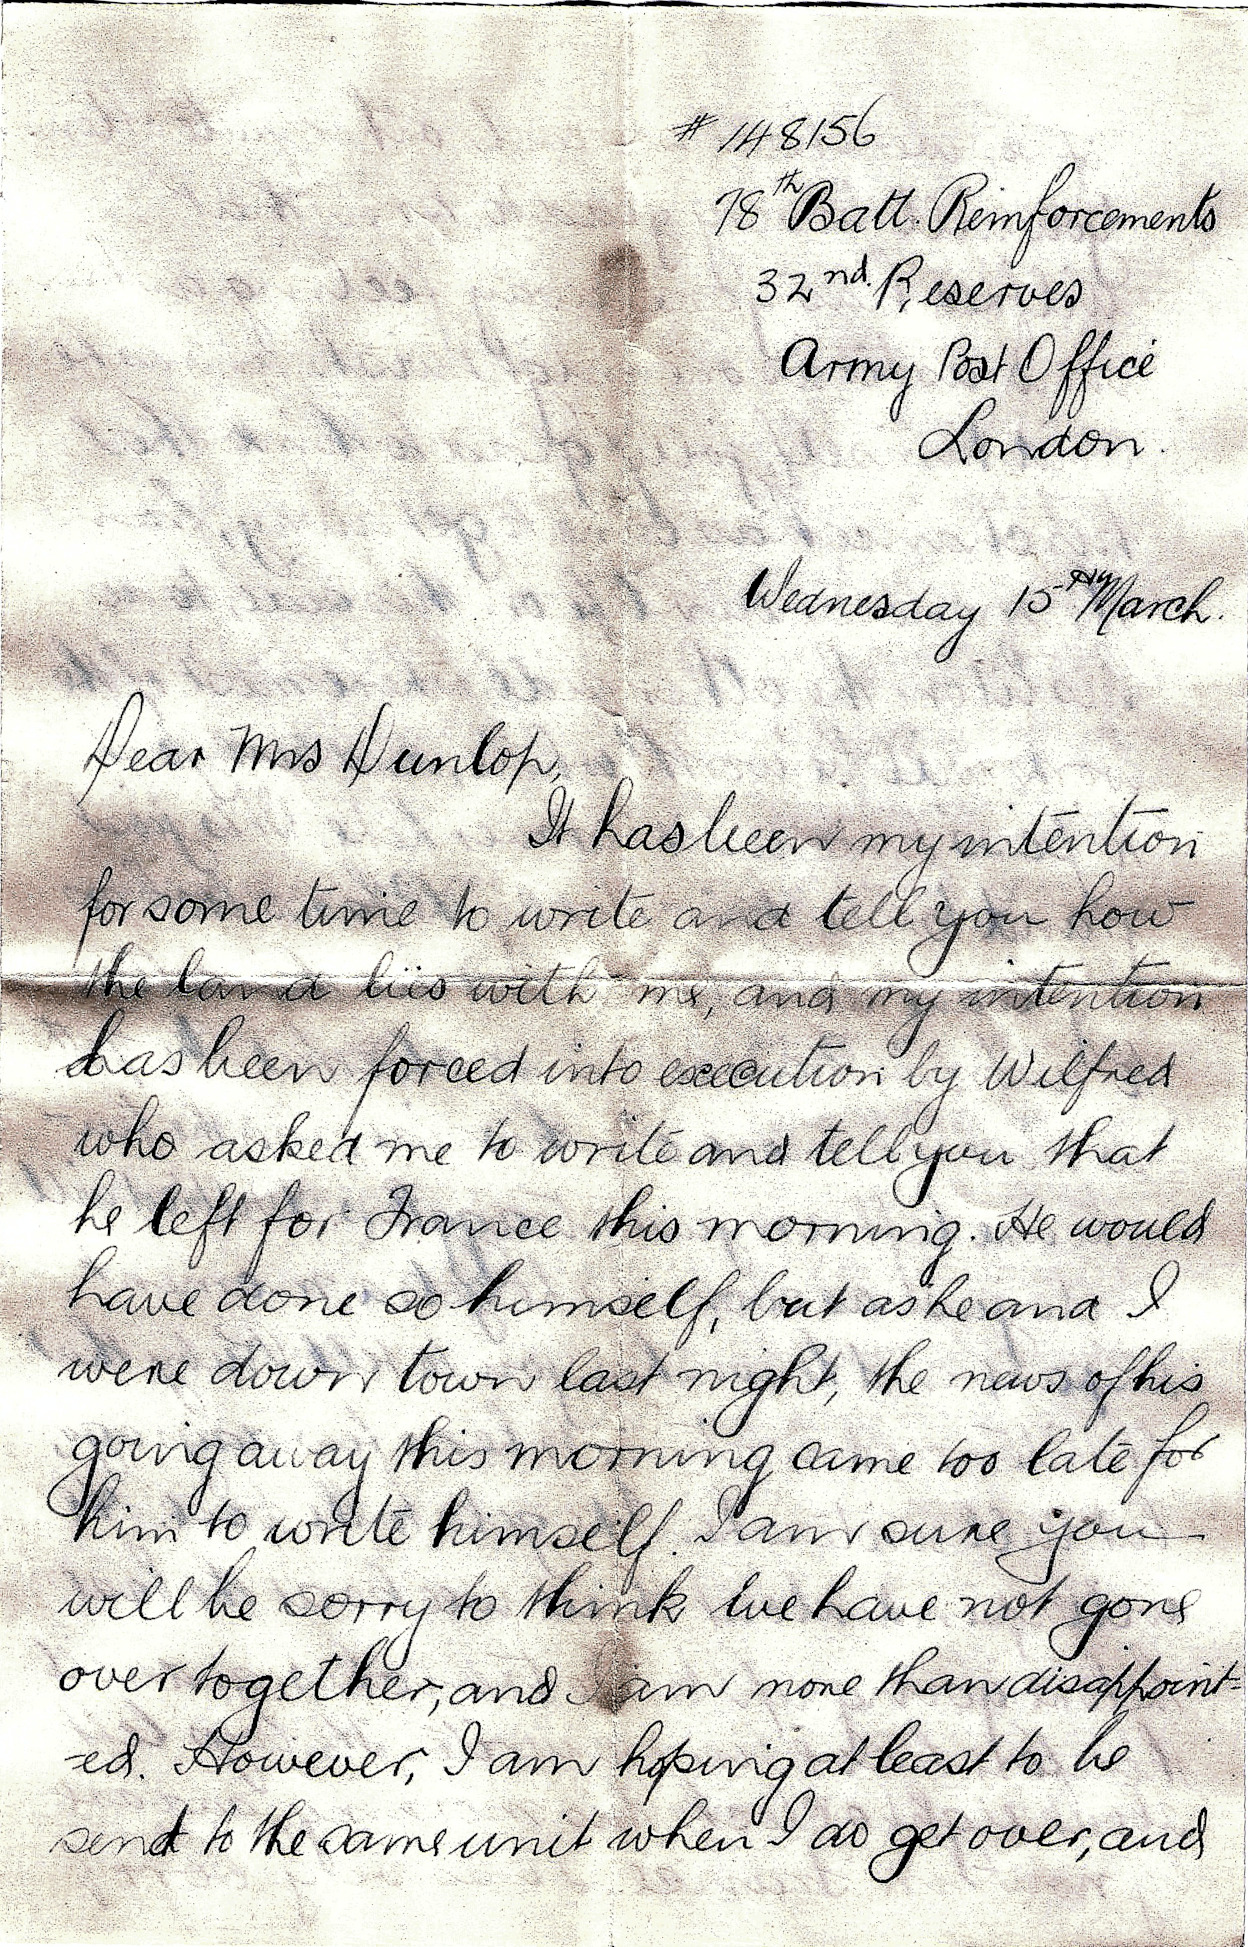 # 148156
78th Batt. Reinforcements
32nd. Reserves
Army Post Office
London.
Wednesday 15th March.
Dear Mrs Dunlop,
It has been my intention
for some time to write and tell you how
the land liis with me, and my intention
has been forced into execution by Wilfred
who asked me to write and tell you that
he left for France this morning. He would
have done so himself, but as he and I
were down town last night, the news of his
going away this morning came too late for
him to write himself. I am sure you
will be sorry to think we have not gone
over together, and I am more than disappoint-
-ed. However, I am hoping at least to be
send to the same unit when I do get over, and